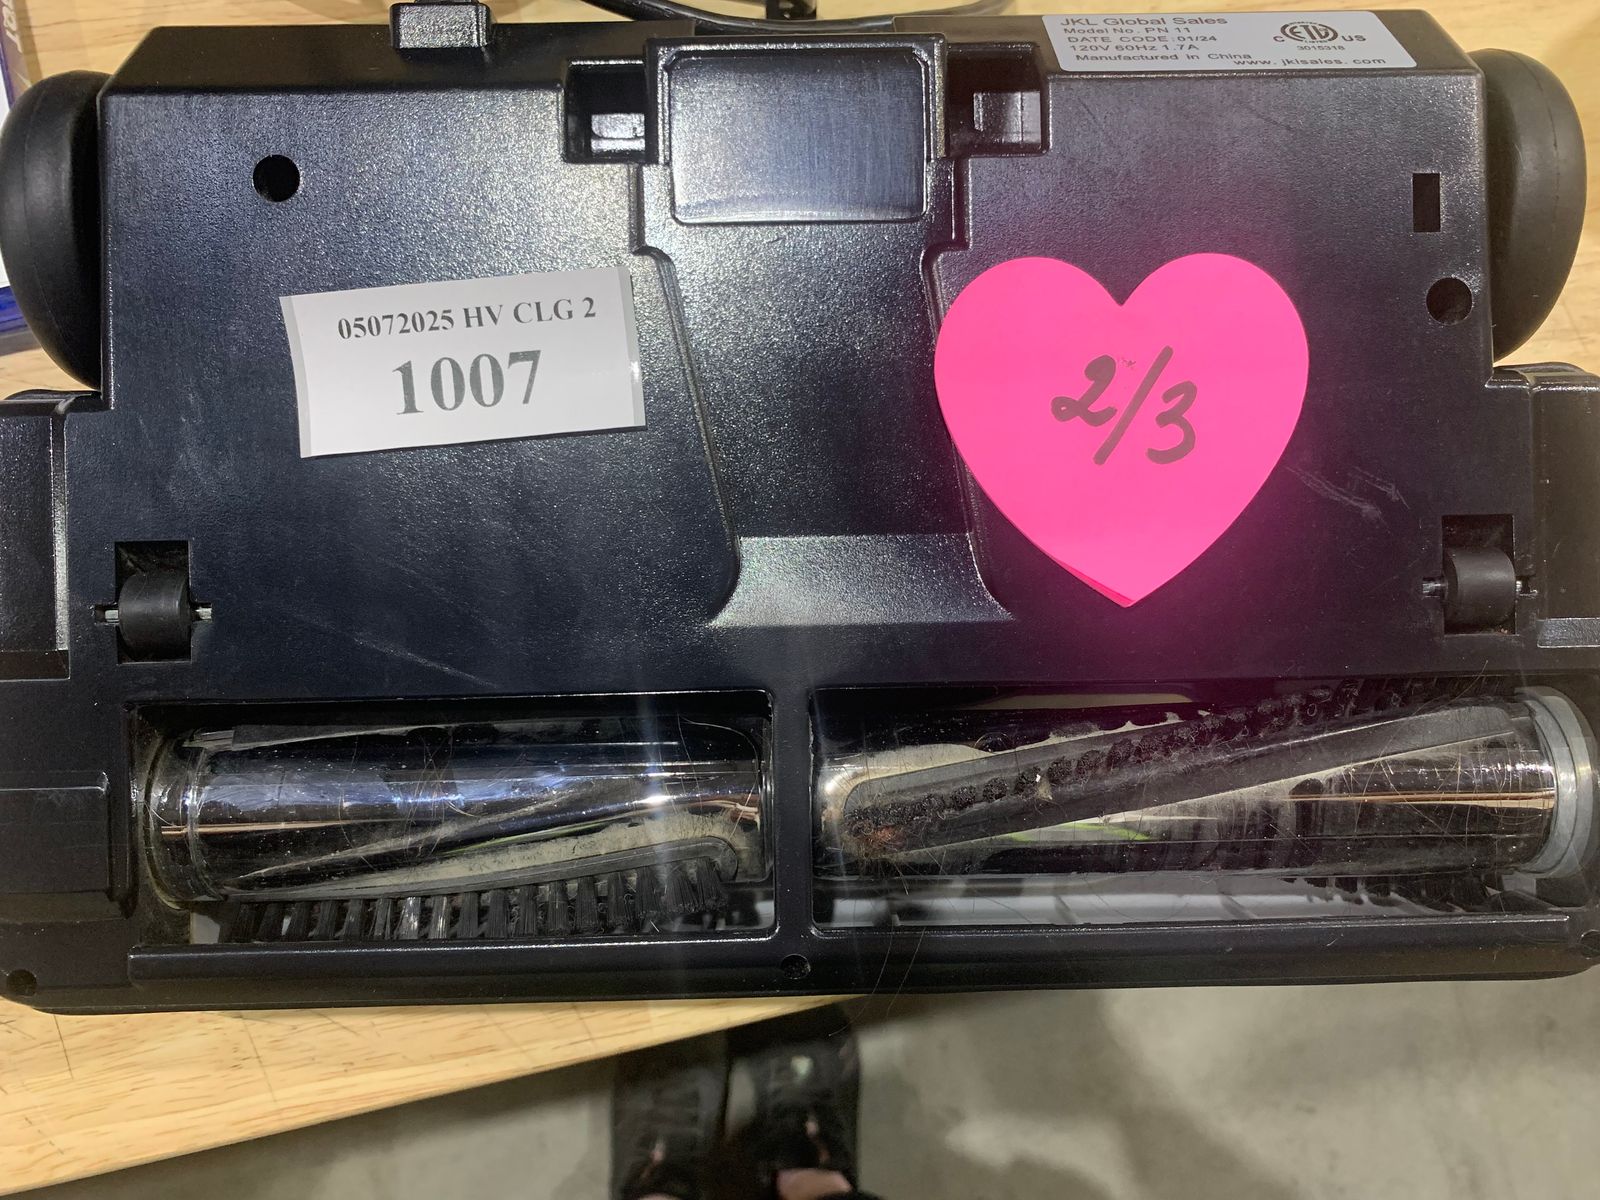 JKL Global Sales
Model No. PN 11
DATE CODE: 01/24
120V 60Hz 1.7A
Manufactured in China
www.jklsales.com
C ETL US
LISTED
3015318
05072025 HV CLG 2
1007
2/3